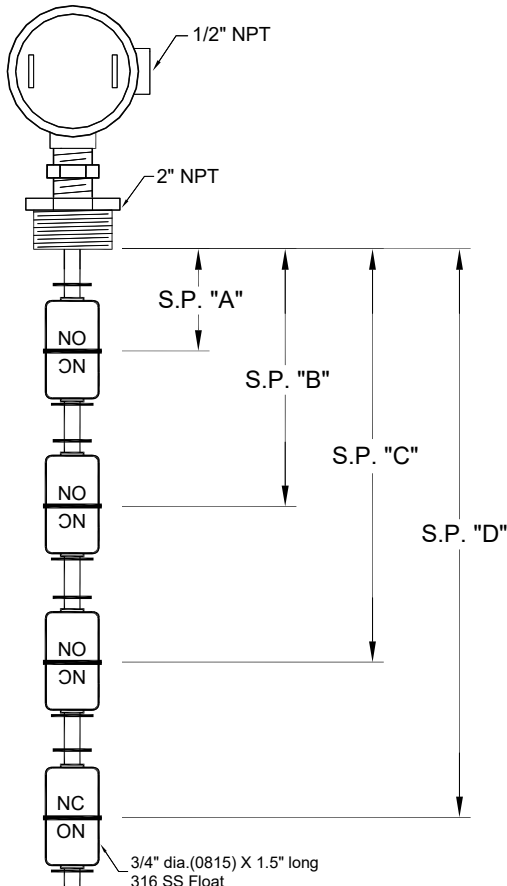 1/2" NPT
2" NPT
S.P. "A"
NO
NC
S.P. "B"
NO
NC
S.P. "C"
S.P. "D"
NO
NC
NC
NO
3/4" dia.(0815) X 1.5" long
316 SS Float